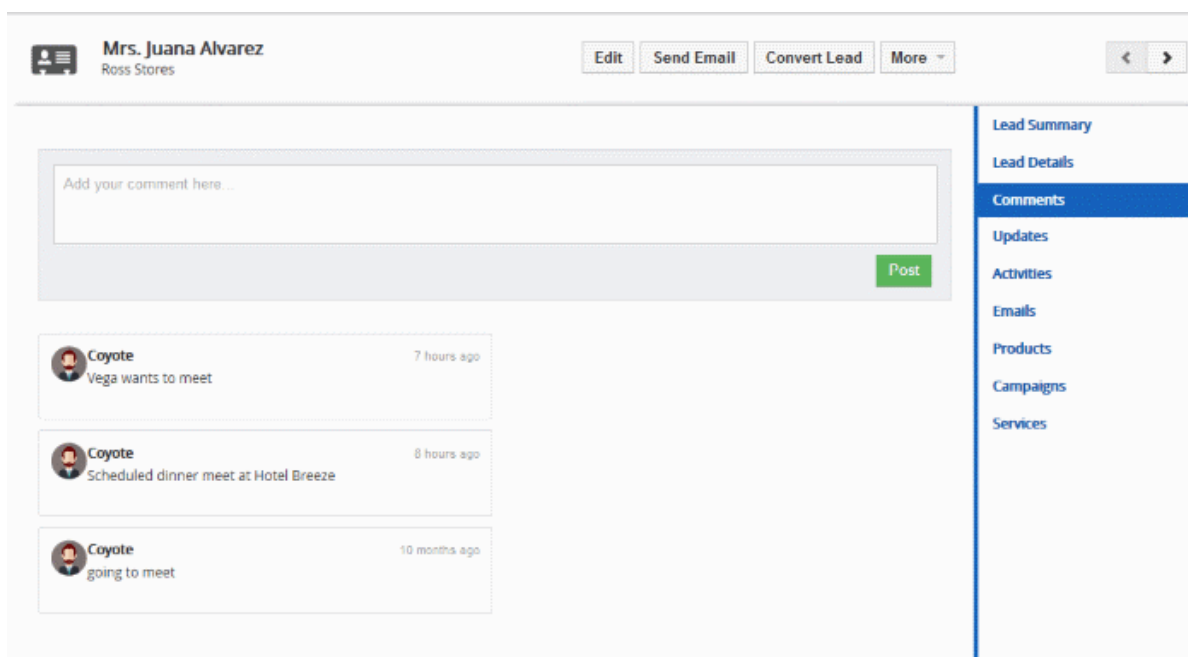 Mrs. Juana Alvarez
Ross Stores
Edit
Send Email
Convert Lead
More
Lead Summary
Lead Details
Comments
Updates
Activities
Emails
Products
Campaigns
Services
Add your comment here...
Post
Coyote 7 hours ago
Vega wants to meet
Coyote 8 hours ago
Scheduled dinner meet at Hotel Breeze
Coyote 10 months ago
going to meet